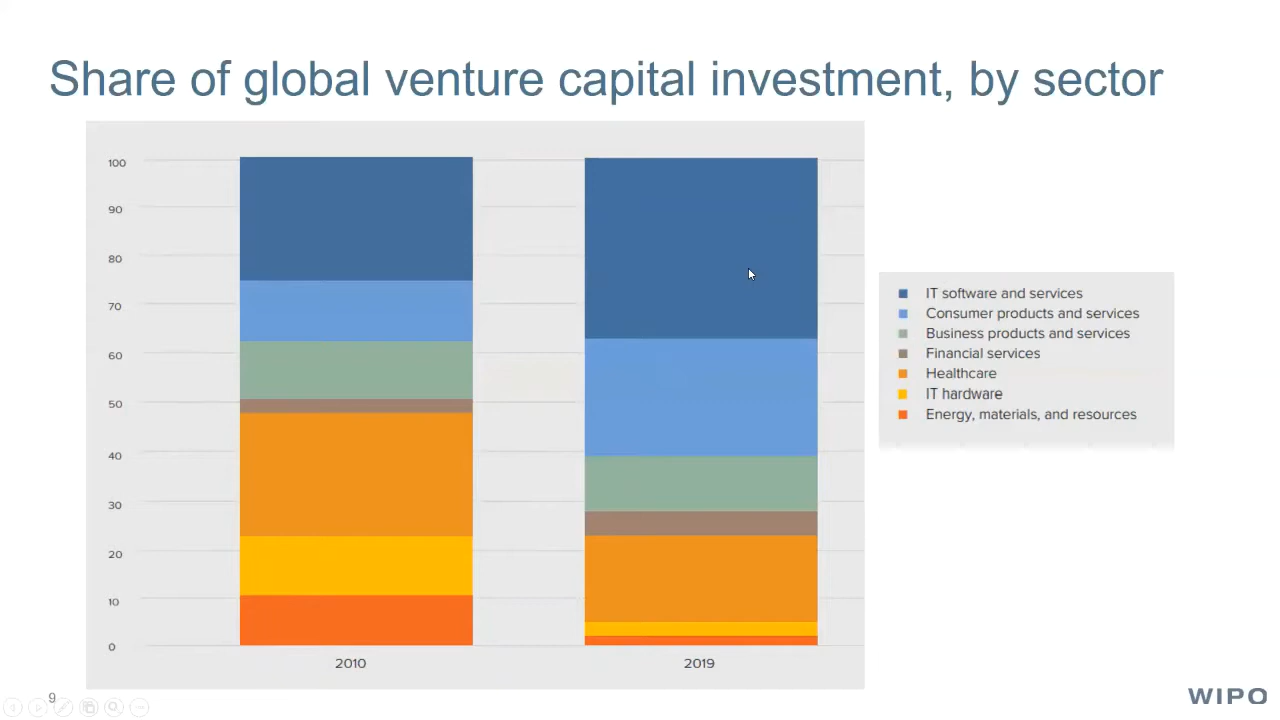 Share of global venture capital investment, by sector
100
90
80
70
60
50
40
30
20
10
0
2010
2019
IT software and services
Consumer products and services
Business products and services
Financial services
Healthcare
IT hardware
Energy, materials, and resources
9
WIPO